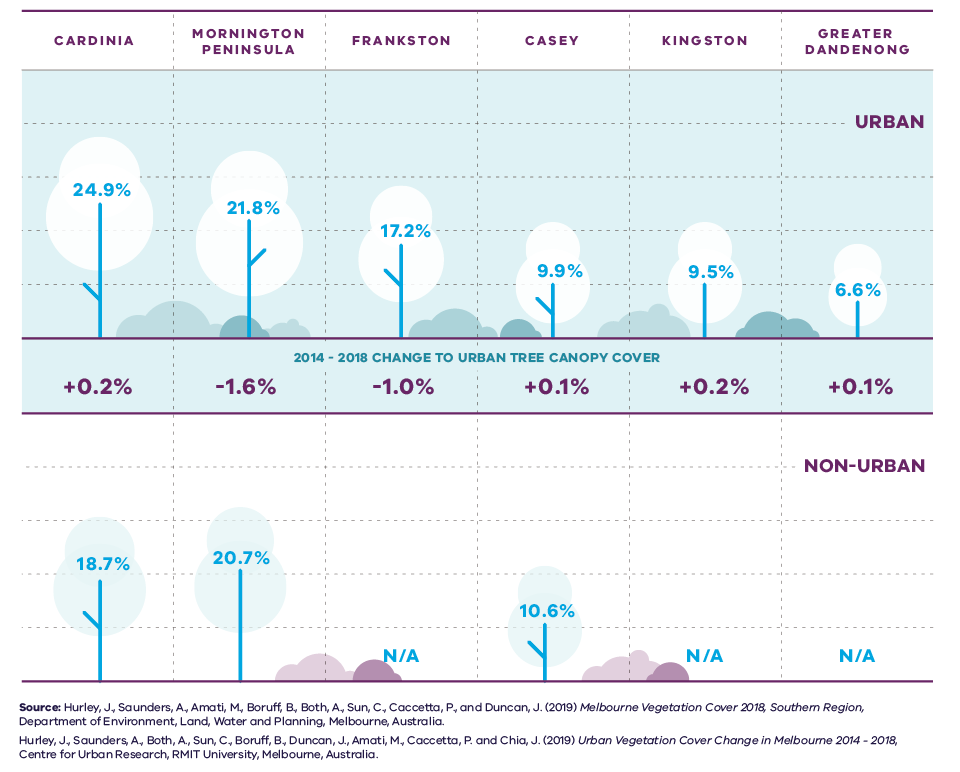 CARDINIA
MORNINGTON
PENINSULA
FRANKSTON
CASEY
KINGSTON
GREATER
DANDENONG
URBAN
24.9%
21.8%
17.2%
9.9%
9.5%
6.6%
2014 - 2018 CHANGE TO URBAN TREE CANOPY COVER
+0.2%
-1.6%
-1.0%
+0.1%
+0.2%
+0.1%
NON-URBAN
18.7%
20.7%
N/A
10.6%
N/A
N/A
Source: Hurley, J., Saunders, A., Amati, M., Boruff, B., Both, A., Sun, C., Caccetta, P., and Duncan, J. (2019) Melbourne Vegetation Cover 2018, Southern Region,
Department of Environment, Land, Water and Planning, Melbourne, Australia.
Hurley, J., Saunders, A., Both, A., Sun, C., Boruff, B., Duncan, J., Amati, M., Caccetta, P. and Chia, J. (2019) Urban Vegetation Cover Change in Melbourne 2014 - 2018,
Centre for Urban Research, RMIT University, Melbourne, Australia.